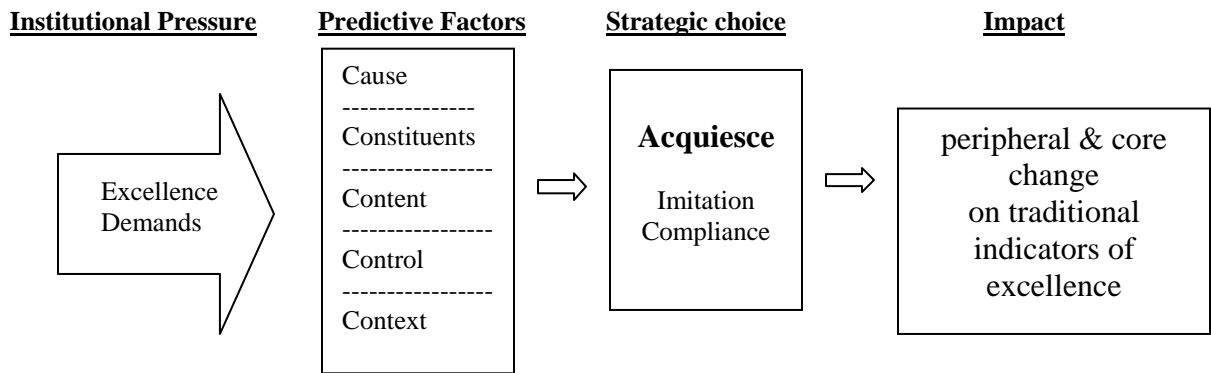 Institutional Pressure
Predictive Factors
Strategic choice
Impact
Excellence
Demands
Cause
---------------
Constituents
-----------------
Content
-----------------
Control
-----------------
Context
Acquiesce
Imitation
Compliance
peripheral & core
change
on traditional
indicators of
excellence